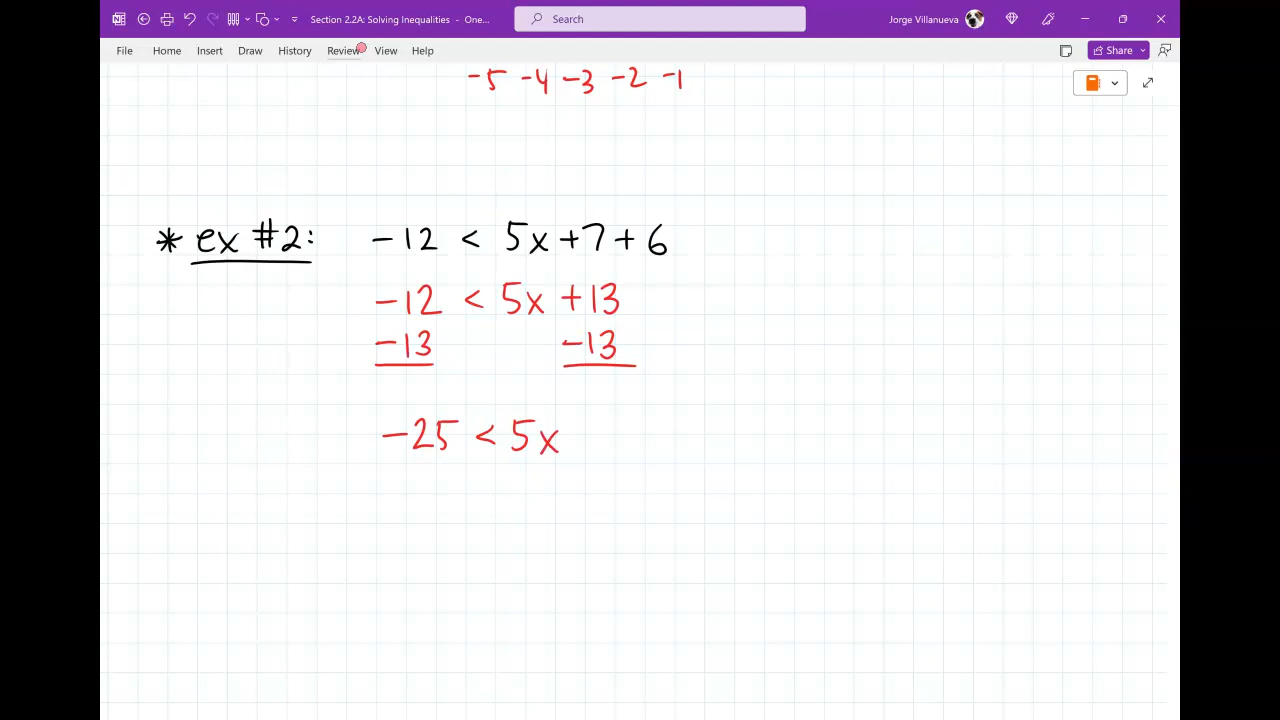 Section 2.2A: Solving Inequalities - One...
Search
Jorge Villanueva
File Home Insert Draw History Review View Help
Share
-5 -4 -3 -2 -1
* ex #2: -12 < 5x+7+6
-12 < 5x +13
-13 -13
-25 < 5x